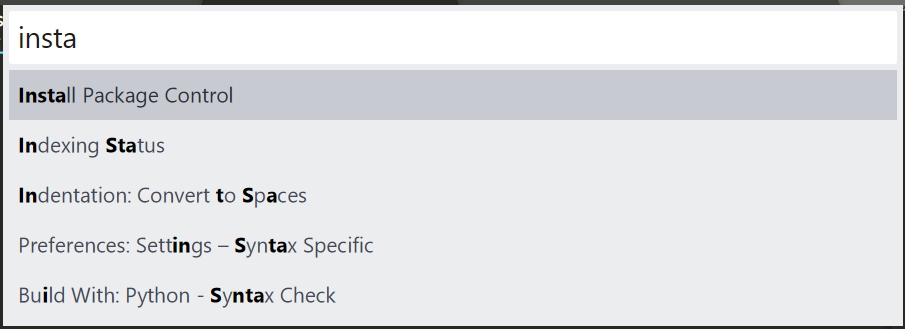 insta
Install Package Control
Indexing Status
Indentation: Convert to Spaces
Preferences: Settings – Syntax Specific
Build With: Python - Syntax Check